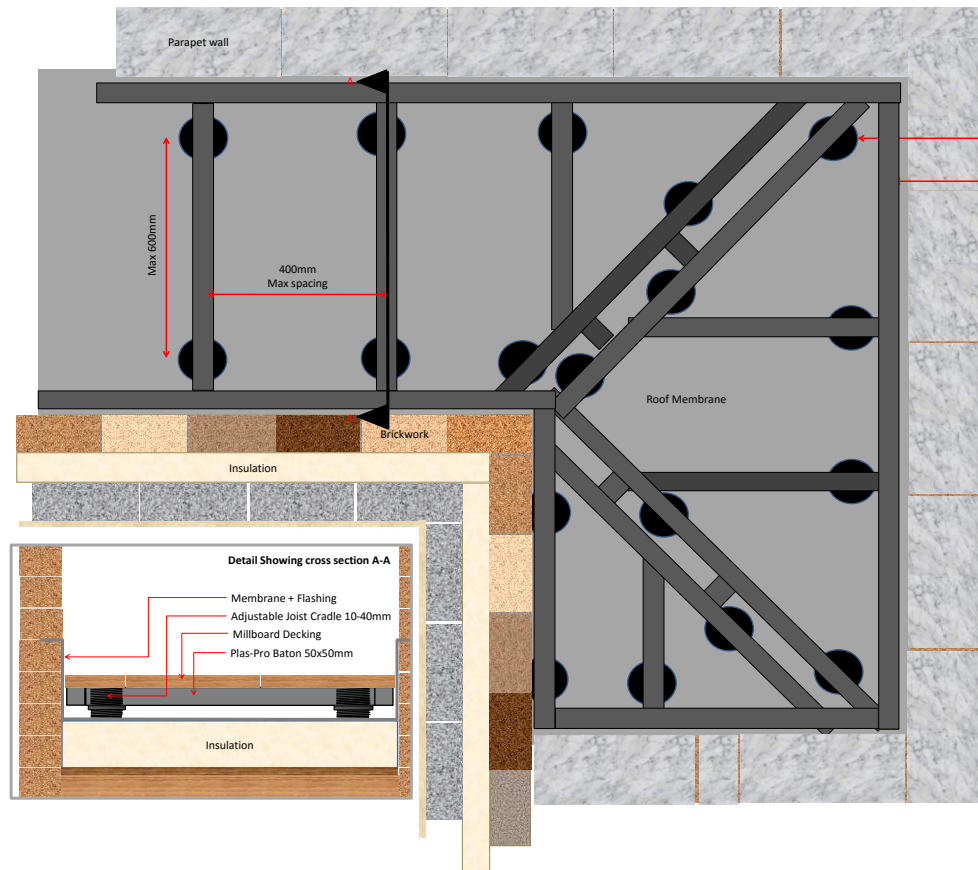 Parapet wall
A
Max 600mm
400mm
Max spacing
Roof Membrane
A
Brickwork
Insulation
Detail Showing cross section A-A
Membrane + Flashing
Adjustable Joist Cradle 10-40mm
Millboard Decking
Plas-Pro Baton 50x50mm
Insulation